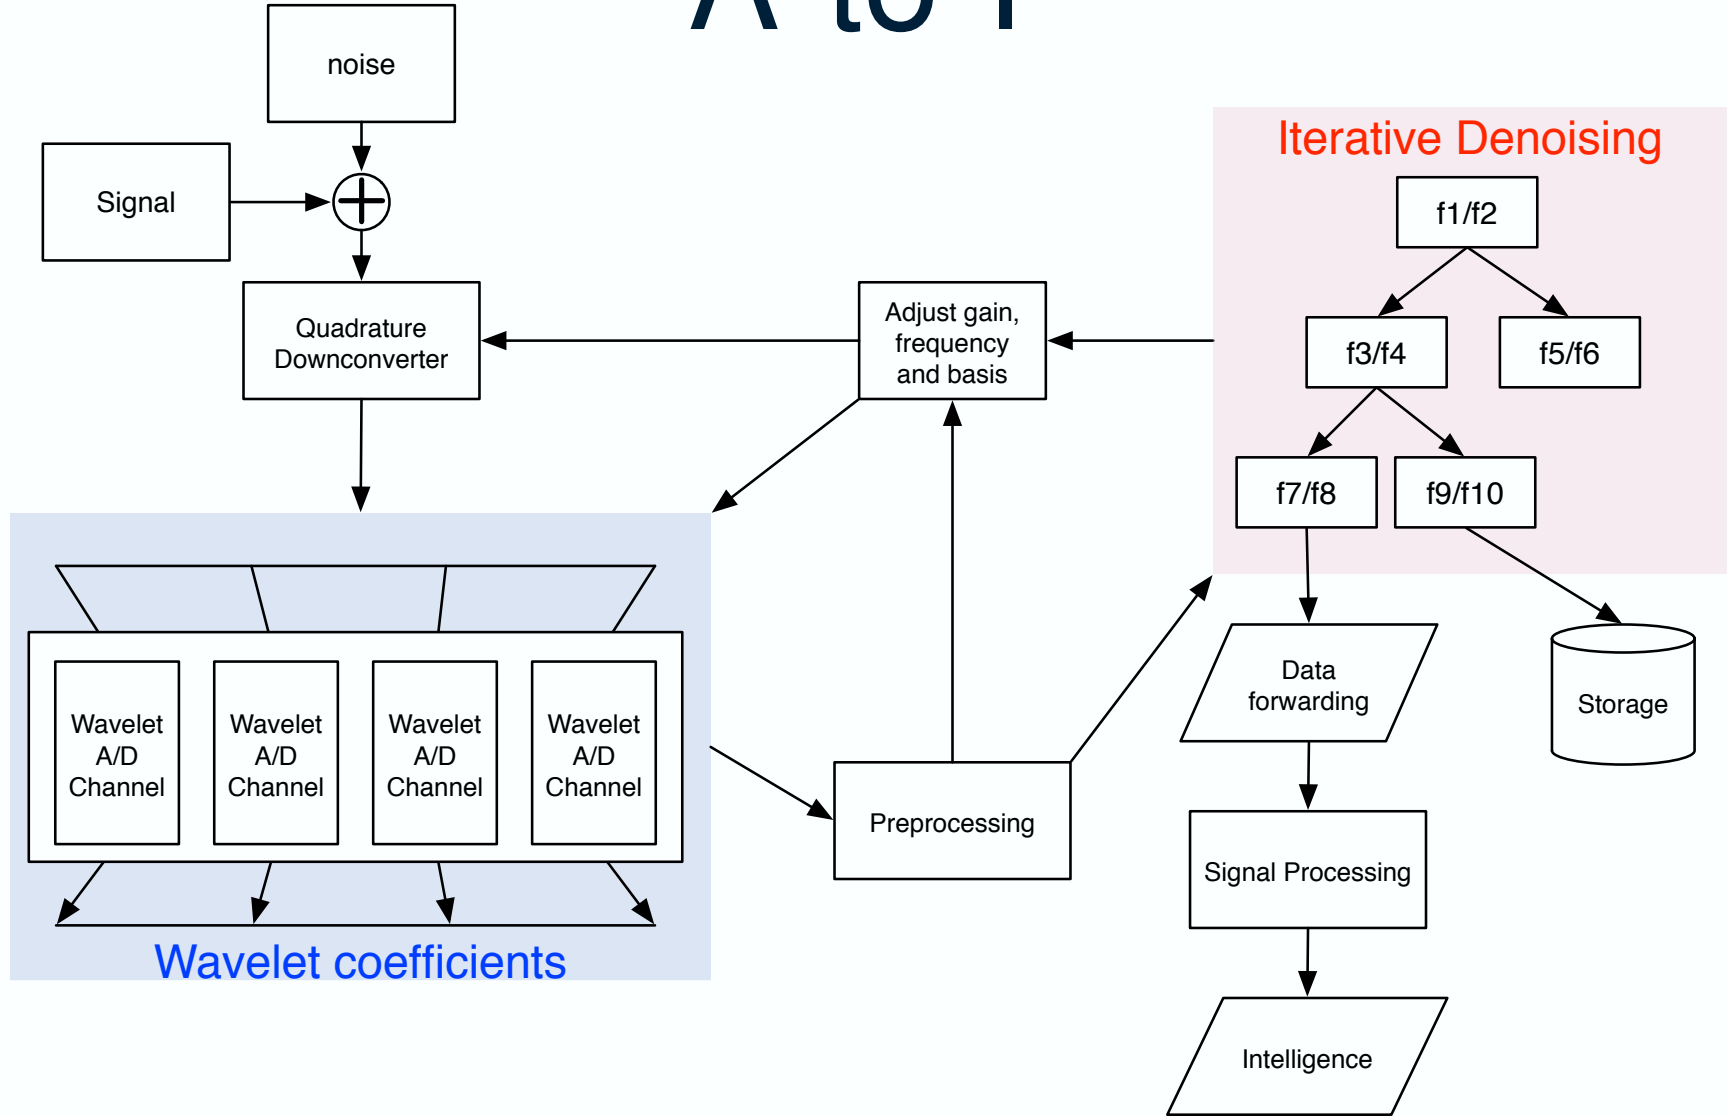 noise
Signal
Quadrature
Downconverter
Adjust gain,
frequency
and basis
Iterative Denoising
f1/f2
f3/f4
f5/f6
f7/f8
f9/f10
Wavelet
A/D
Channel
Wavelet
A/D
Channel
Wavelet
A/D
Channel
Wavelet
A/D
Channel
Wavelet coefficients
Preprocessing
Data
forwarding
Storage
Signal Processing
Intelligence